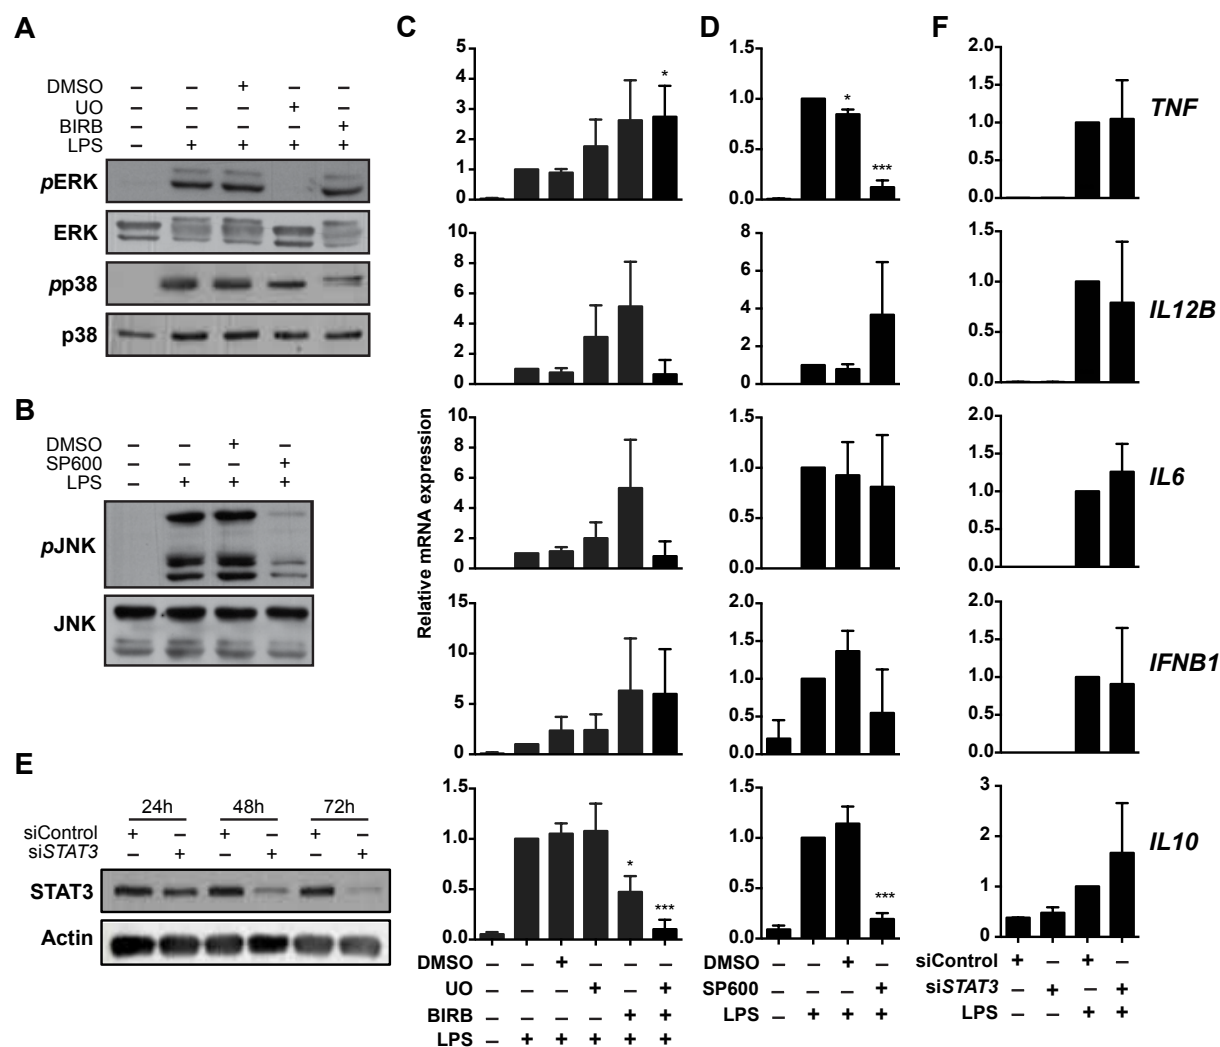 A
DMSO – – + – –
UO – – – + –
BIRB – – – – +
LPS – + + + +
pERK
ERK
pp38
p38
B
DMSO – – + –
SP600 – – – +
LPS – + + +
pJNK
JNK
E
24h 48h 72h
siControl + – + – + –
siSTAT3 – + – + – +
STAT3
Actin
C
Relative mRNA expression
5
4
3
2
1
0
*
10
8
6
4
2
0
10
8
6
4
2
0
15
10
5
0
1.5
1.0
0.5
0.0
*
***
DMSO – – + – – –
UO – – – + – +
BIRB – – – – + +
LPS – + + + + +
D
1.5
1.0
0.5
0.0
*
***
8
6
4
2
0
1.5
1.0
0.5
0.0
2.0
1.5
1.0
0.5
0.0
1.5
1.0
0.5
0.0
***
DMSO – – + –
SP600 – – – +
LPS – + + +
F
2.0
1.5
1.0
0.5
0.0
TNF
1.5
1.0
0.5
0.0
IL12B
2.0
1.5
1.0
0.5
0.0
IL6
2.0
1.5
1.0
0.5
0.0
IFNB1
3
2
1
0
IL10
siControl + – + –
siSTAT3 – + – +
LPS – – + +